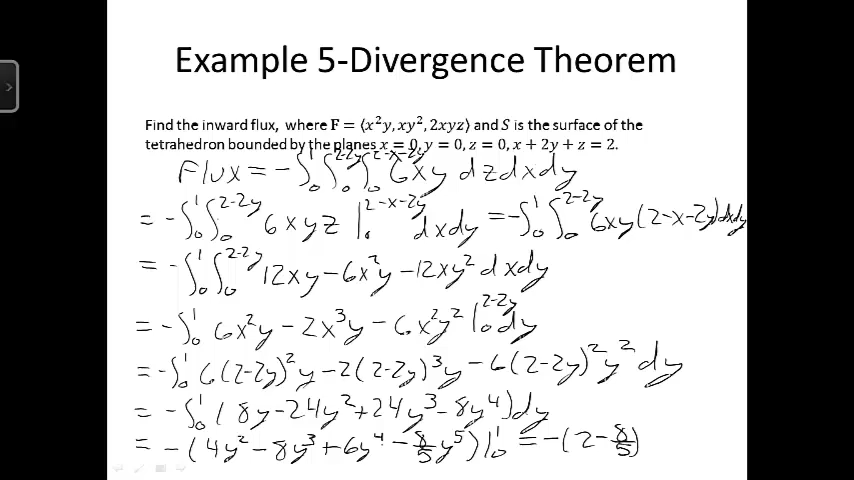 Example 5-Divergence Theorem
Find the inward flux, where F = ⟨x²y, xy², 2xyz⟩ and S is the surface of the
tetrahedron bounded by the planes x = 0, y = 0, z = 0, x + 2y + z = 2.
Flux = -∫₀¹ ∫₀^(2-2y) ∫₀^(2-x-2y) 6xy dzdxdy
= -∫₀¹ ∫₀^(2-2y) 6xyz |₀^(2-x-2y) dxdy = -∫₀¹ ∫₀^(2-2y) 6xy(2-x-2y)dxdy
= -∫₀¹ ∫₀^(2-2y) 12xy - 6x²y - 12xy² dxdy
= -∫₀¹ 6x²y - 2x³y - 6x²y² |₀^(2-2y) dy
= -∫₀¹ 6(2-2y)²y - 2(2-2y)³y - 6(2-2y)²y² dy
= -∫₀¹ (8y - 24y² + 24y³ - 8y⁴)dy
= -(4y² - 8y³ + 6y⁴ - 8/5 y⁵)|₀¹ = -(2 - 8/5)